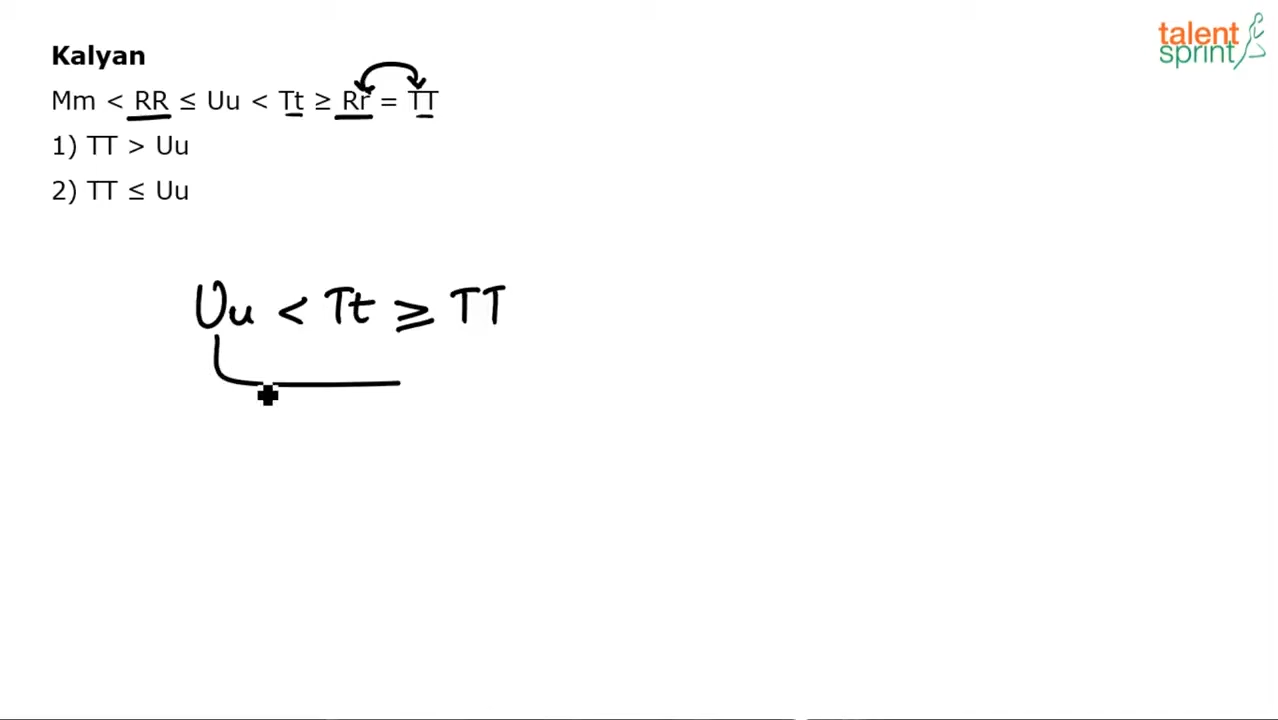 talent
sprint
Kalyan
Mm < RR ≤ Uu < Tt ≥ Rr = TT
1) TT > Uu
2) TT ≤ Uu
Uu < Tt ≥ TT